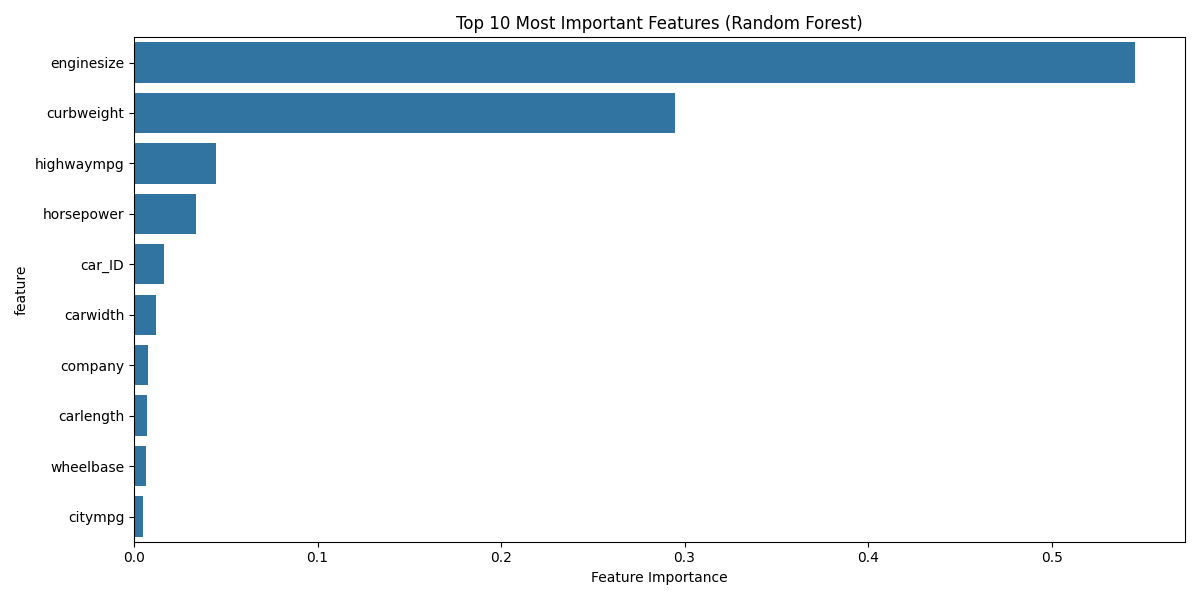 Top 10 Most Important Features (Random Forest)
feature
enginesize
curbweight
highwaympg
horsepower
car_ID
carwidth
company
carlength
wheelbase
citympg
0.0 0.1 0.2 0.3 0.4 0.5
Feature Importance